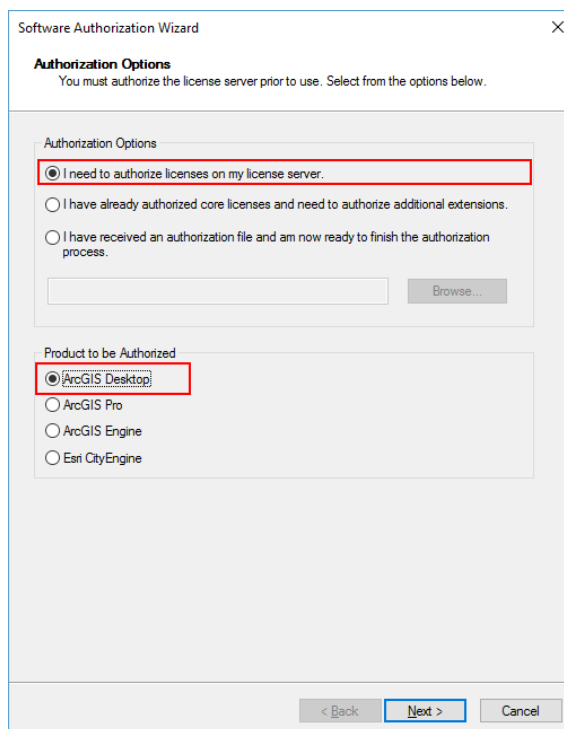 Software Authorization Wizard
Authorization Options
You must authorize the license server prior to use. Select from the options below.
Authorization Options
I need to authorize licenses on my license server.
I have already authorized core licenses and need to authorize additional extensions.
I have received an authorization file and am now ready to finish the authorization
process.
Browse...
Product to be Authorized
ArcGIS Desktop
ArcGIS Pro
ArcGIS Engine
Esri CityEngine
< Back Next > Cancel